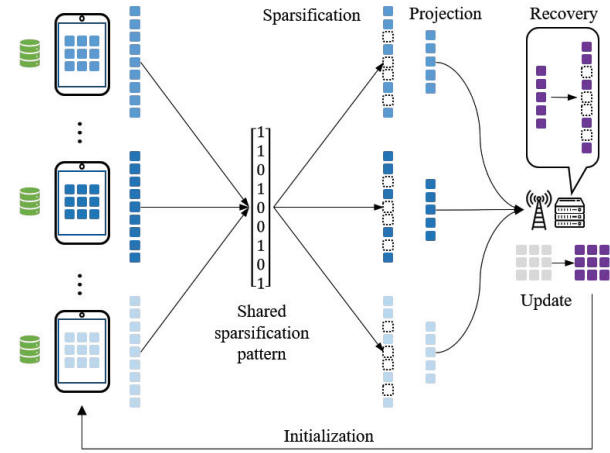 Sparsification
Projection
Recovery
1
1
0
1
0
0
1
0
1
Shared
sparsification
pattern
Update
Initialization